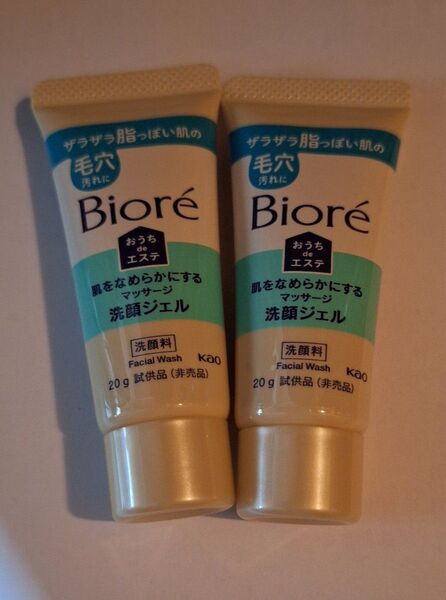 ザラザラ脂っぽい肌の
毛穴
汚れに
Bioré
おうち
de
エステ
肌をなめらかにする
マッサージ
洗顔ジェル
洗顔料
Facial Wash
Kao
20g 試供品(非売品)
ザラザラ脂っぽい肌の
毛穴
汚れに
Bioré
おうち
de
エステ
肌をなめらかにする
マッサージ
洗顔ジェル
洗顔料
Facial Wash
Kao
20g 試供品(非売品)